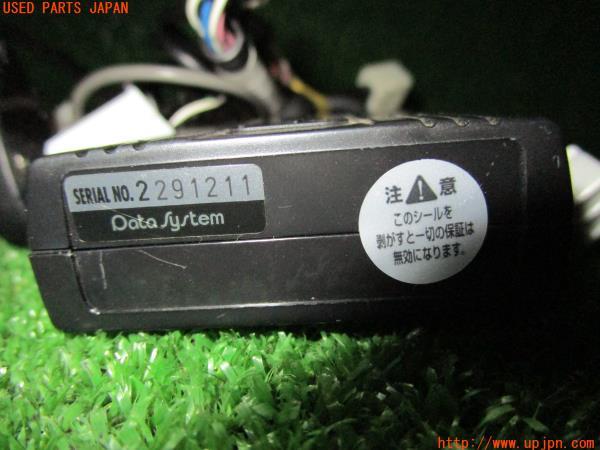 USED PARTS JAPAN
SERIAL NO. 2291211
Data System
注 意
このシールを
剥がすと一切の保証は
無効になります。
http://www.upjpn.com